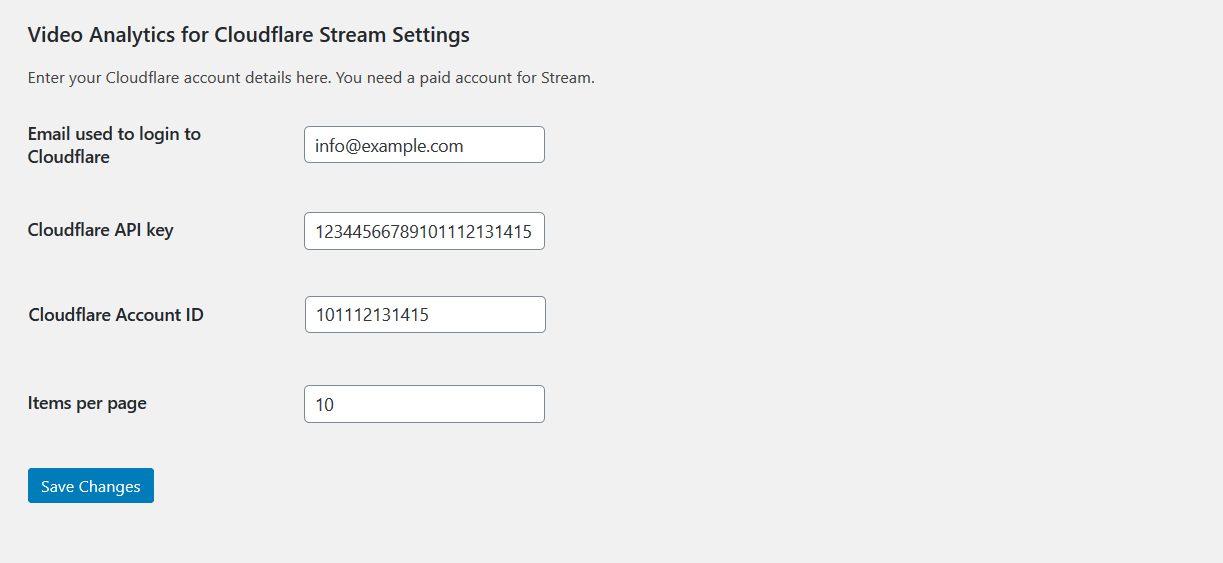 Video Analytics for Cloudflare Stream Settings
Enter your Cloudflare account details here. You need a paid account for Stream.
Email used to login to
Cloudflare
info@example.com
Cloudflare API key
12344566789101112131415
Cloudflare Account ID
101112131415
Items per page
10
Save Changes